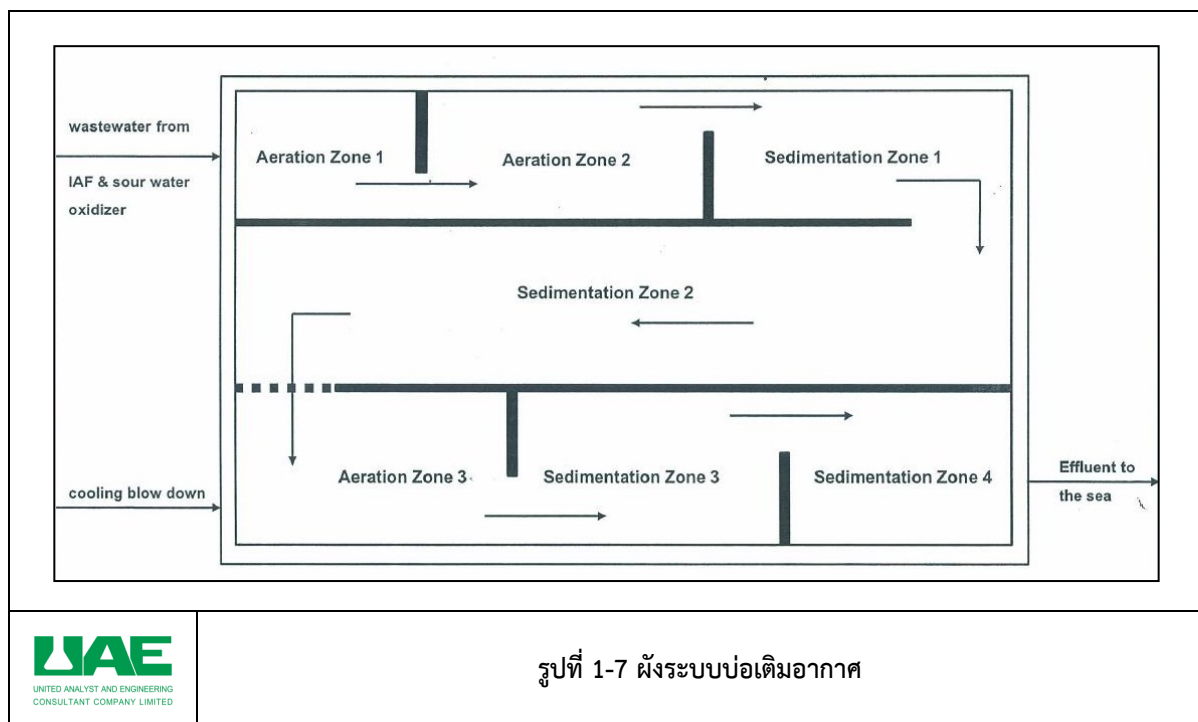 wastewater from
IAF & sour water
oxidizer
Aeration Zone 1
Aeration Zone 2
Sedimentation Zone 1
Sedimentation Zone 2
Aeration Zone 3
Sedimentation Zone 3
Sedimentation Zone 4
cooling blow down
Effluent to
the sea
UAE
UNITED ANALYST AND ENGINEERING
CONSULTANT COMPANY LIMITED
รูปที่ 1-7 ผังระบบบ่อเติมอากาศ